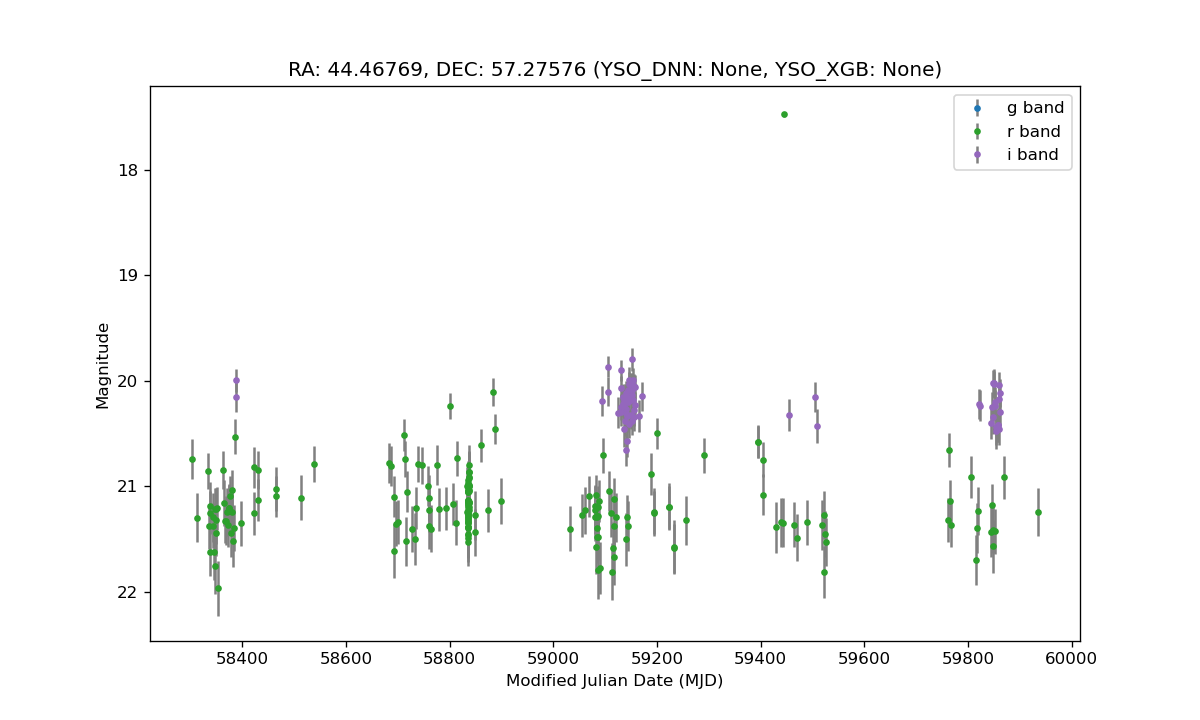 RA: 44.46769, DEC: 57.27576 (YSO_DNN: None, YSO_XGB: None)
g band
r band
i band
18
19
20
21
22
Magnitude
58400 58600 58800 59000 59200 59400 59600 59800 60000
Modified Julian Date (MJD)